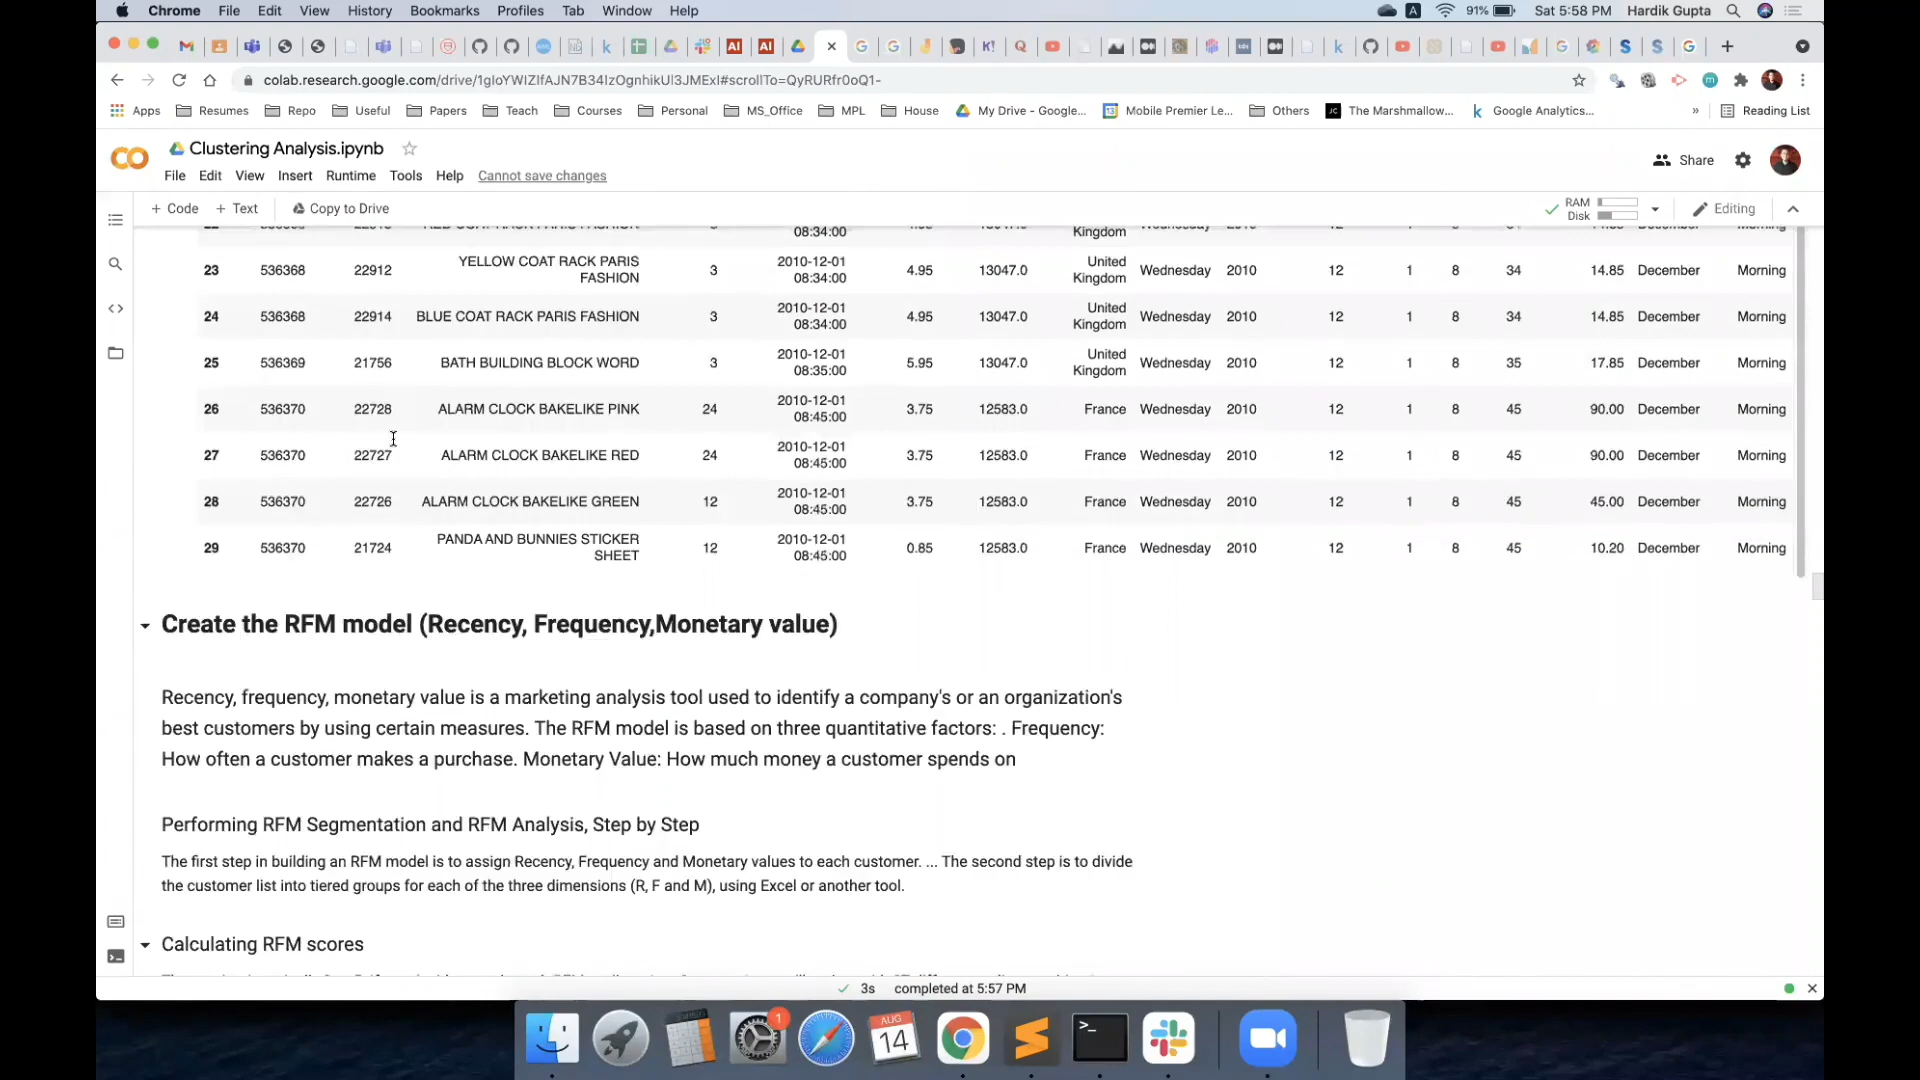 Chrome File Edit View History Bookmarks Profiles Tab Window Help 91% Sat 5:58 PM Hardik Gupta
colab.research.google.com/drive/1gIoYWIZIfAJN7B34IzOgnhikUl3JMExI#scrollTo=QyRURfr0oQ1-
Apps Resumes Repo Useful Papers Teach Courses Personal MS_Office MPL House My Drive - Google... Mobile Premier Le... Others The Marshmallow... Google Analytics... » Reading List
Clustering Analysis.ipynb
Share
File Edit View Insert Runtime Tools Help Cannot save changes
+ Code + Text Copy to Drive RAM Disk Editing
08:34:00 Kingdom
23 536368 22912 YELLOW COAT RACK PARIS FASHION 3 2010-12-01 08:34:00 4.95 13047.0 United Kingdom Wednesday 2010 12 1 8 34 14.85 December Morning
24 536368 22914 BLUE COAT RACK PARIS FASHION 3 2010-12-01 08:34:00 4.95 13047.0 United Kingdom Wednesday 2010 12 1 8 34 14.85 December Morning
25 536369 21756 BATH BUILDING BLOCK WORD 3 2010-12-01 08:35:00 5.95 13047.0 United Kingdom Wednesday 2010 12 1 8 35 17.85 December Morning
26 536370 22728 ALARM CLOCK BAKELIKE PINK 24 2010-12-01 08:45:00 3.75 12583.0 France Wednesday 2010 12 1 8 45 90.00 December Morning
27 536370 22727 ALARM CLOCK BAKELIKE RED 24 2010-12-01 08:45:00 3.75 12583.0 France Wednesday 2010 12 1 8 45 90.00 December Morning
28 536370 22726 ALARM CLOCK BAKELIKE GREEN 12 2010-12-01 08:45:00 3.75 12583.0 France Wednesday 2010 12 1 8 45 45.00 December Morning
29 536370 21724 PANDA AND BUNNIES STICKER SHEET 12 2010-12-01 08:45:00 0.85 12583.0 France Wednesday 2010 12 1 8 45 10.20 December Morning
Create the RFM model (Recency, Frequency,Monetary value)
Recency, frequency, monetary value is a marketing analysis tool used to identify a company's or an organization's
best customers by using certain measures. The RFM model is based on three quantitative factors: . Frequency:
How often a customer makes a purchase. Monetary Value: How much money a customer spends on
Performing RFM Segmentation and RFM Analysis, Step by Step
The first step in building an RFM model is to assign Recency, Frequency and Monetary values to each customer. ... The second step is to divide
the customer list into tiered groups for each of the three dimensions (R, F and M), using Excel or another tool.
Calculating RFM scores
3s completed at 5:57 PM
1
AUG
14